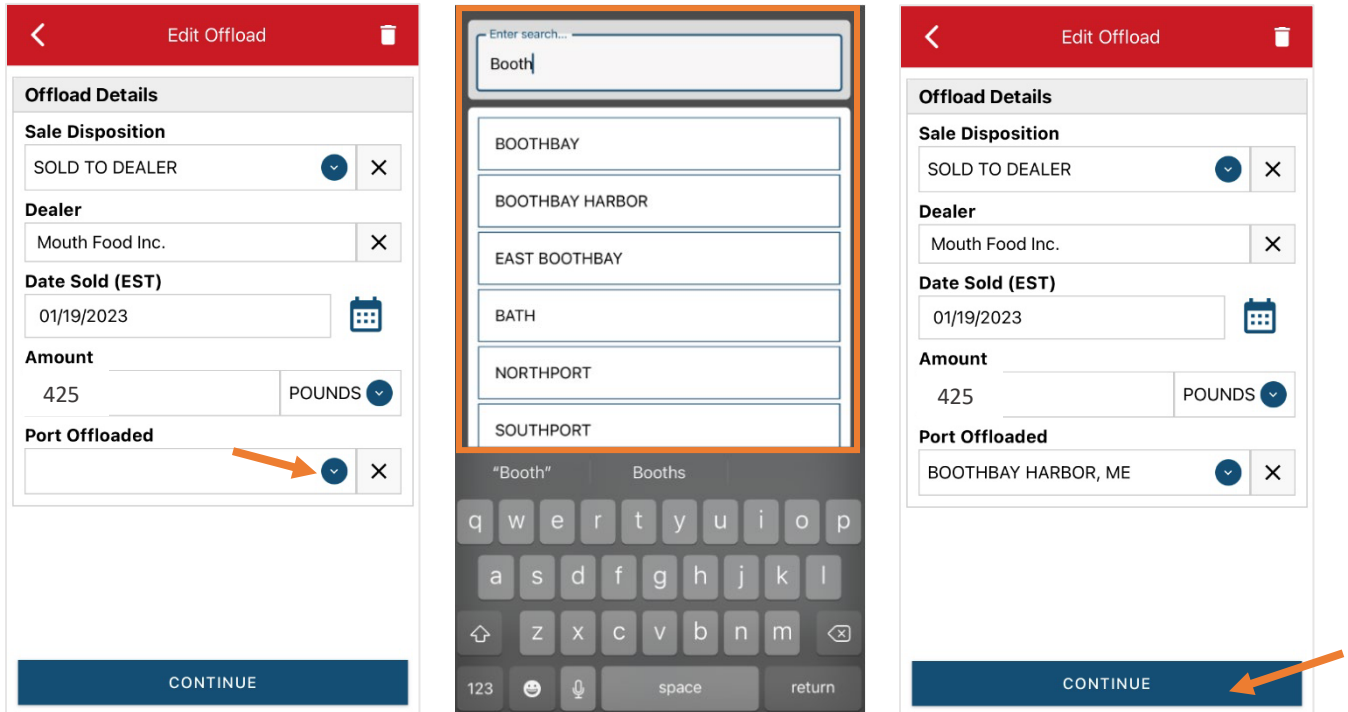 Edit Offload
Offload Details
Sale Disposition
SOLD TO DEALER
Dealer
Mouth Food Inc.
Date Sold (EST)
01/19/2023
Amount
425 POUNDS
Port Offloaded
CONTINUE
Enter search...
Booth
BOOTHBAY
BOOTHBAY HARBOR
EAST BOOTHBAY
BATH
NORTHPORT
SOUTHPORT
“Booth” Booths
q w e r t y u i o p
a s d f g h j k l
z x c v b n m
123 space return
Edit Offload
Offload Details
Sale Disposition
SOLD TO DEALER
Dealer
Mouth Food Inc.
Date Sold (EST)
01/19/2023
Amount
425 POUNDS
Port Offloaded
BOOTHBAY HARBOR, ME
CONTINUE